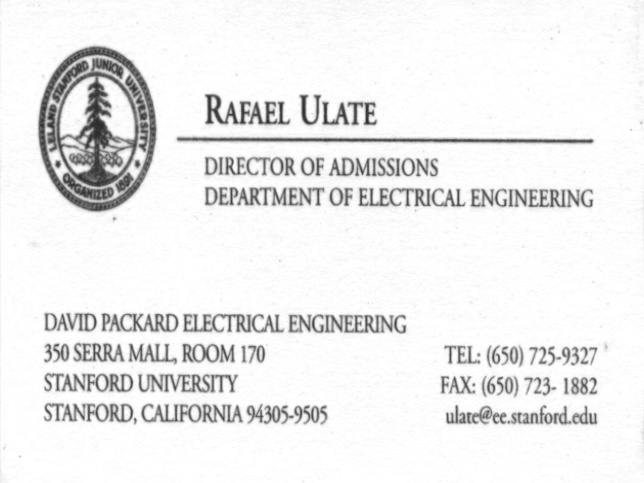 LELAND STANFORD JUNIOR UNIVERSITY
ORGANIZED 1891
RAFAEL ULATE
DIRECTOR OF ADMISSIONS
DEPARTMENT OF ELECTRICAL ENGINEERING
DAVID PACKARD ELECTRICAL ENGINEERING
350 SERRA MALL, ROOM 170
STANFORD UNIVERSITY
STANFORD, CALIFORNIA 94305-9505
TEL: (650) 725-9327
FAX: (650) 723- 1882
ulate@ee.stanford.edu